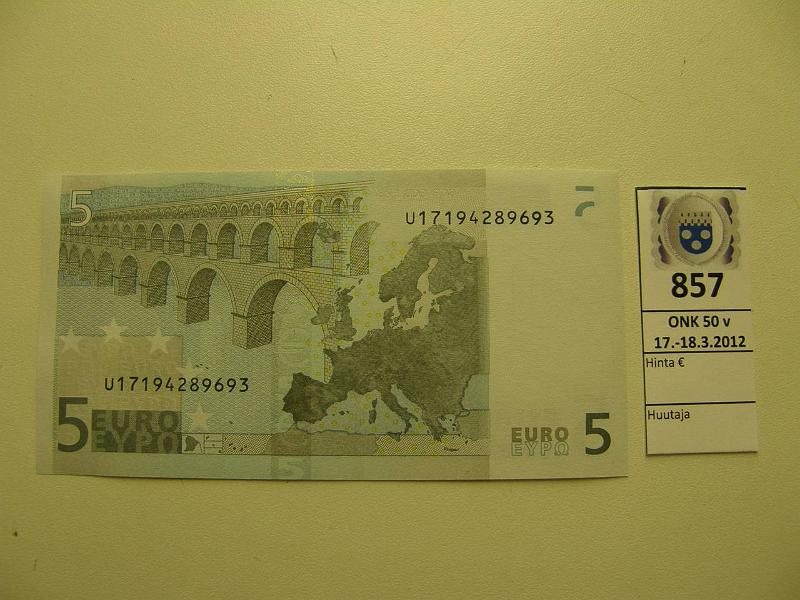 5
U17194289693
U17194289693
5 EURO
ΕΥΡΩ
EURO 5
ΕΥΡΩ
857
ONK 50 v
17.-18.3.2012
Hinta €
Huutaja